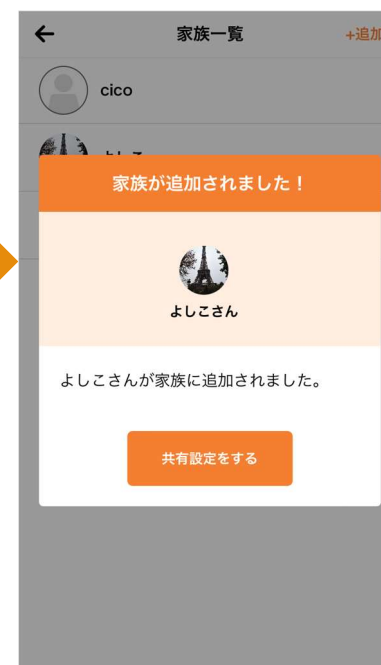 家族一覧
+追加
cico
家族が追加されました！
よしこさん
よしこさんが家族に追加されました。
共有設定をする